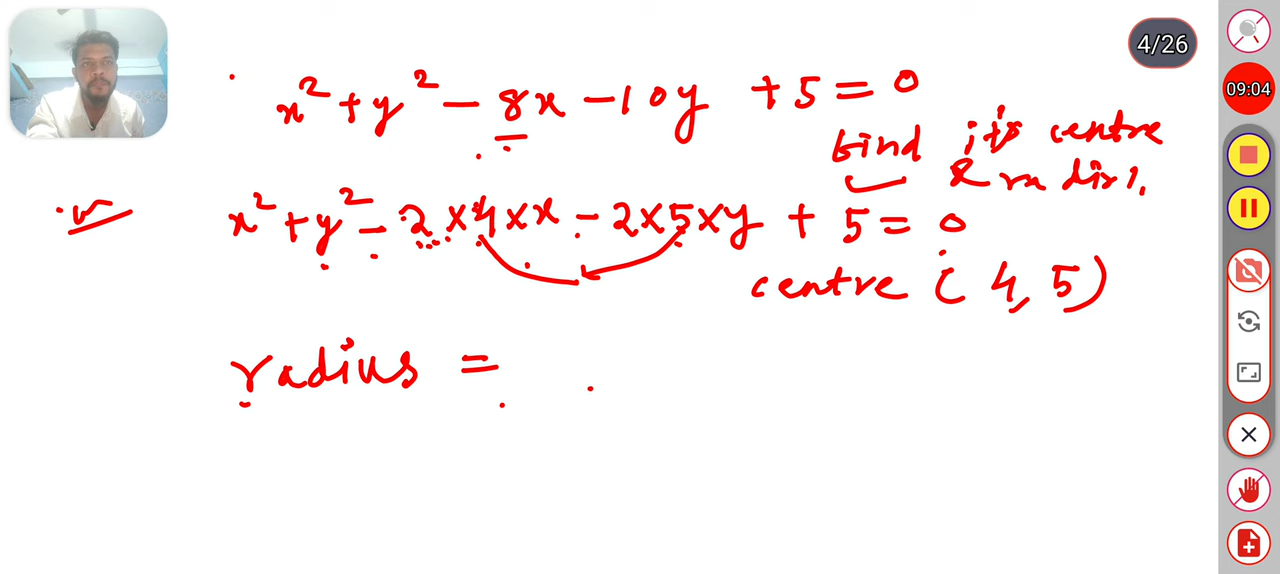 4/26
x² + y² – 8x – 10y + 5 = 0
09:04
find its centre
& radius.
x² + y² – 2 × 4 × x – 2 × 5 × y + 5 = 0
centre ( 4, 5 )
radius =